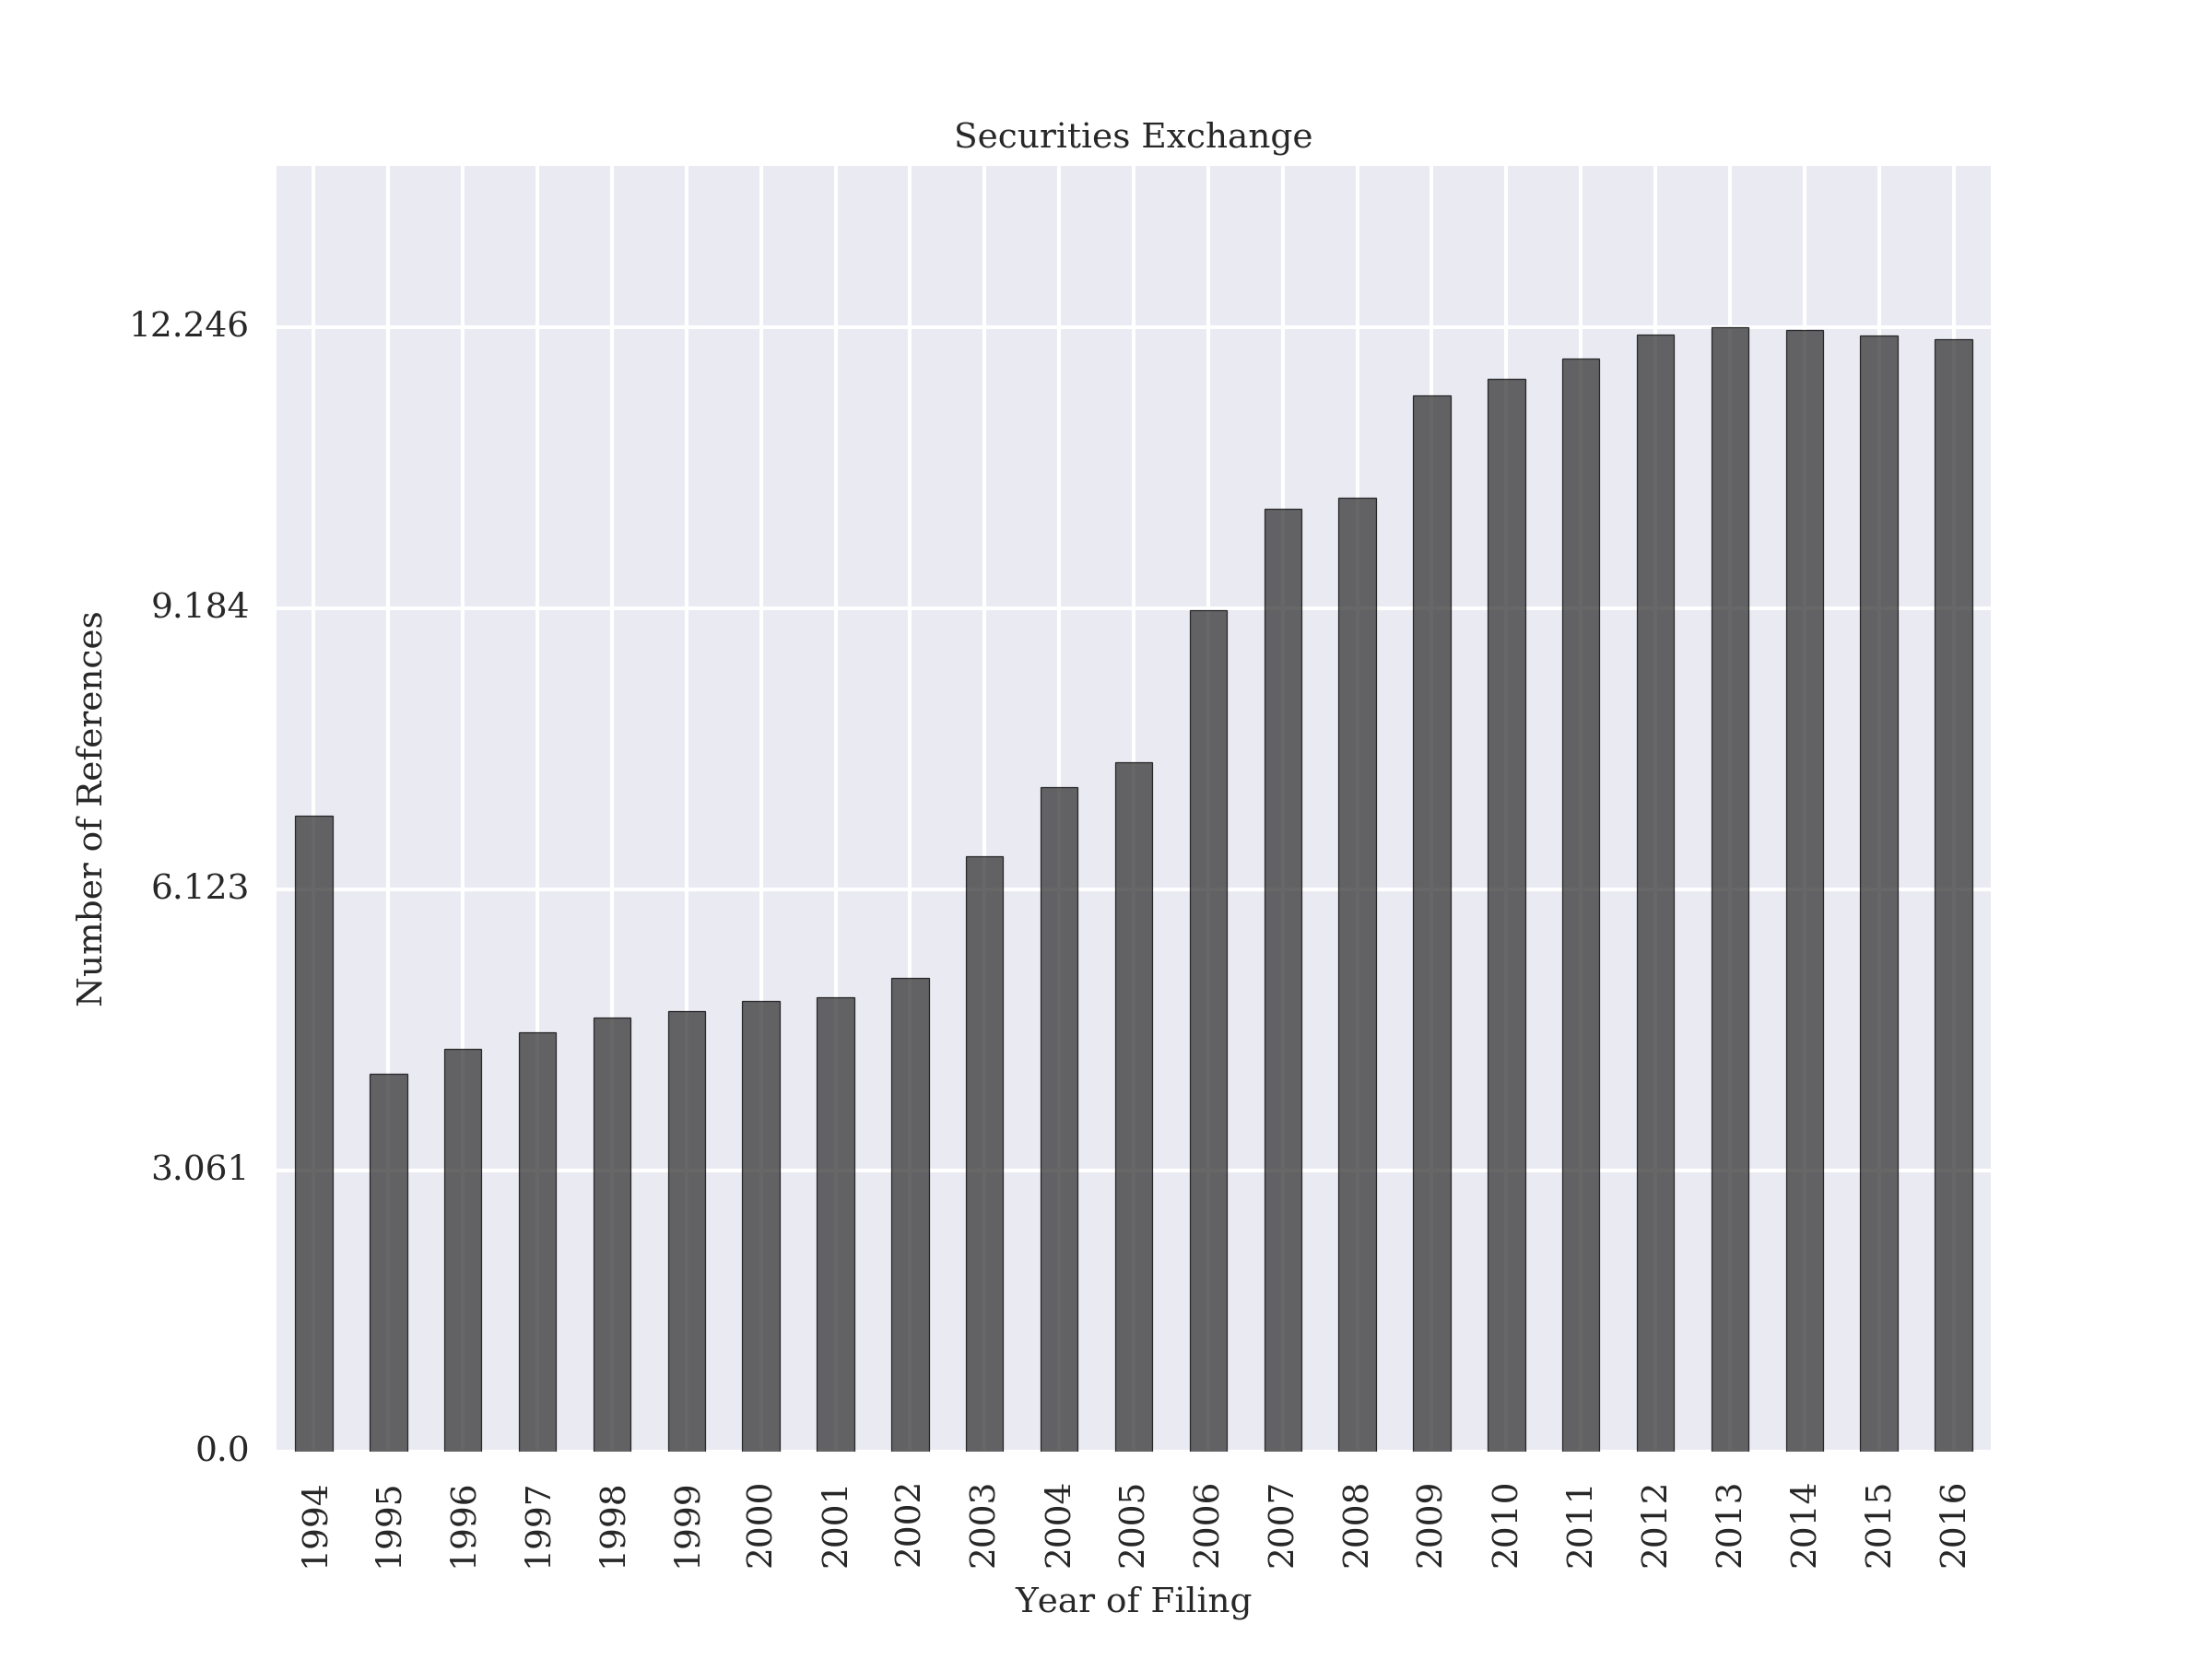 Securities Exchange
12.246
9.184
6.123
3.061
0.0
Number of References
1994 1995 1996 1997 1998 1999 2000 2001 2002 2003 2004 2005 2006 2007 2008 2009 2010 2011 2012 2013 2014 2015 2016
Year of Filing